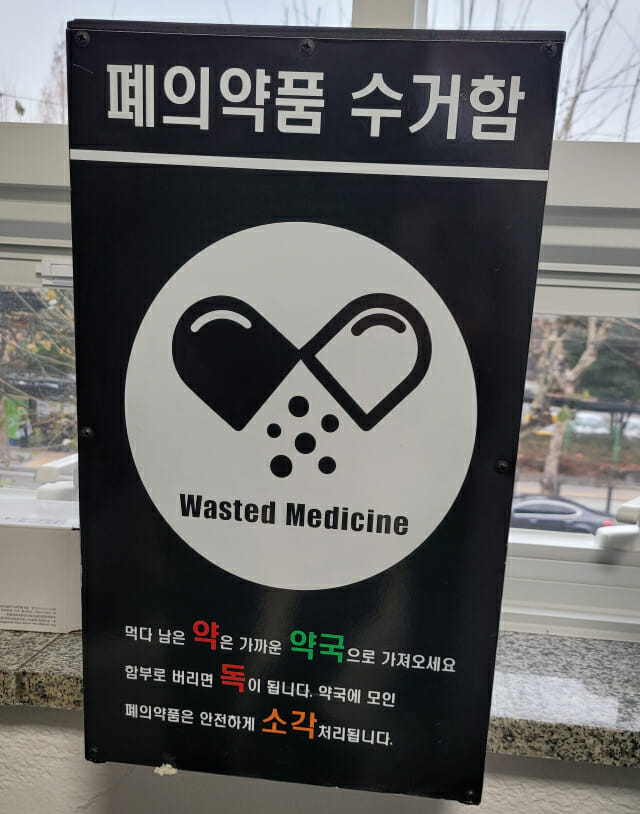 폐의약품 수거함
Wasted Medicine
먹다 남은 약은 가까운 약국으로 가져오세요
함부로 버리면 독이 됩니다. 약국에 모인
폐의약품은 안전하게 소각처리됩니다.